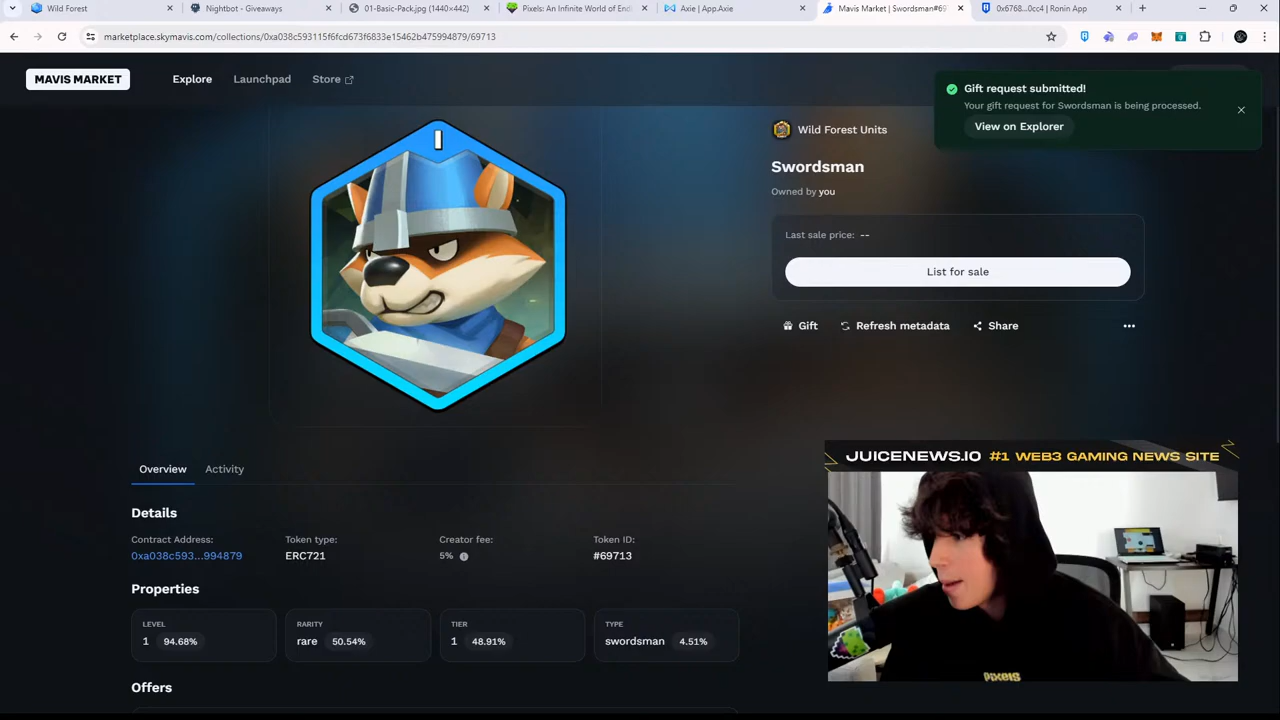 Wild Forest
Nightbot - Giveaways
01-Basic-Pack.jpg (1440×442)
Pixels: An Infinite World of End
Axie | App.Axie
Mavis Market | Swordsman#69
0x6768...0cc4 | Ronin App
marketplace.skymavis.com/collections/0xa038c593115f6fcd673f6833e15462b475994879/69713
MAVIS MARKET
Explore
Launchpad
Store
Gift request submitted!
Your gift request for Swordsman is being processed.
View on Explorer
Wild Forest Units
Swordsman
Owned by you
Last sale price: --
List for sale
Gift
Refresh metadata
Share
I
Overview
Activity
Details
Contract Address:
0xa038c593...994879
Token type:
ERC721
Creator fee:
5%
Token ID:
#69713
Properties
LEVEL
1 94.68%
RARITY
rare 50.54%
TIER
1 48.91%
TYPE
swordsman 4.51%
Offers
JUICENEWS.IO #1 WEB3 GAMING NEWS SITE
PIXELS